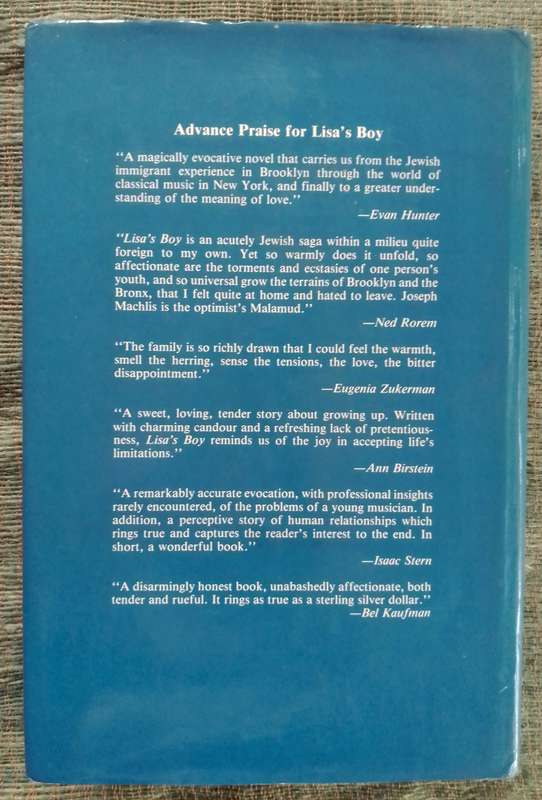 Advance Praise for Lisa's Boy
"A magically evocative novel that carries us from the Jewish
immigrant experience in Brooklyn through the world of
classical music in New York, and finally to a greater under-
standing of the meaning of love."
—Evan Hunter
"Lisa's Boy is an acutely Jewish saga within a milieu quite
foreign to my own. Yet so warmly does it unfold, so
affectionate are the torments and ecstasies of one person's
youth, and so universal grow the terrains of Brooklyn and the
Bronx, that I felt quite at home and hated to leave. Joseph
Machlis is the optimist's Malamud."
—Ned Rorem
"The family is so richly drawn that I could feel the warmth,
smell the herring, sense the tensions, the love, the bitter
disappointment."
—Eugenia Zukerman
"A sweet, loving, tender story about growing up. Written
with charming candour and a refreshing lack of pretentious-
ness, Lisa's Boy reminds us of the joy in accepting life's
limitations."
—Ann Birstein
"A remarkably accurate evocation, with professional insights
rarely encountered, of the problems of a young musician. In
addition, a perceptive story of human relationships which
rings true and captures the reader's interest to the end. In
short, a wonderful book."
—Isaac Stern
"A disarmingly honest book, unabashedly affectionate, both
tender and rueful. It rings as true as a sterling silver dollar."
—Bel Kaufman